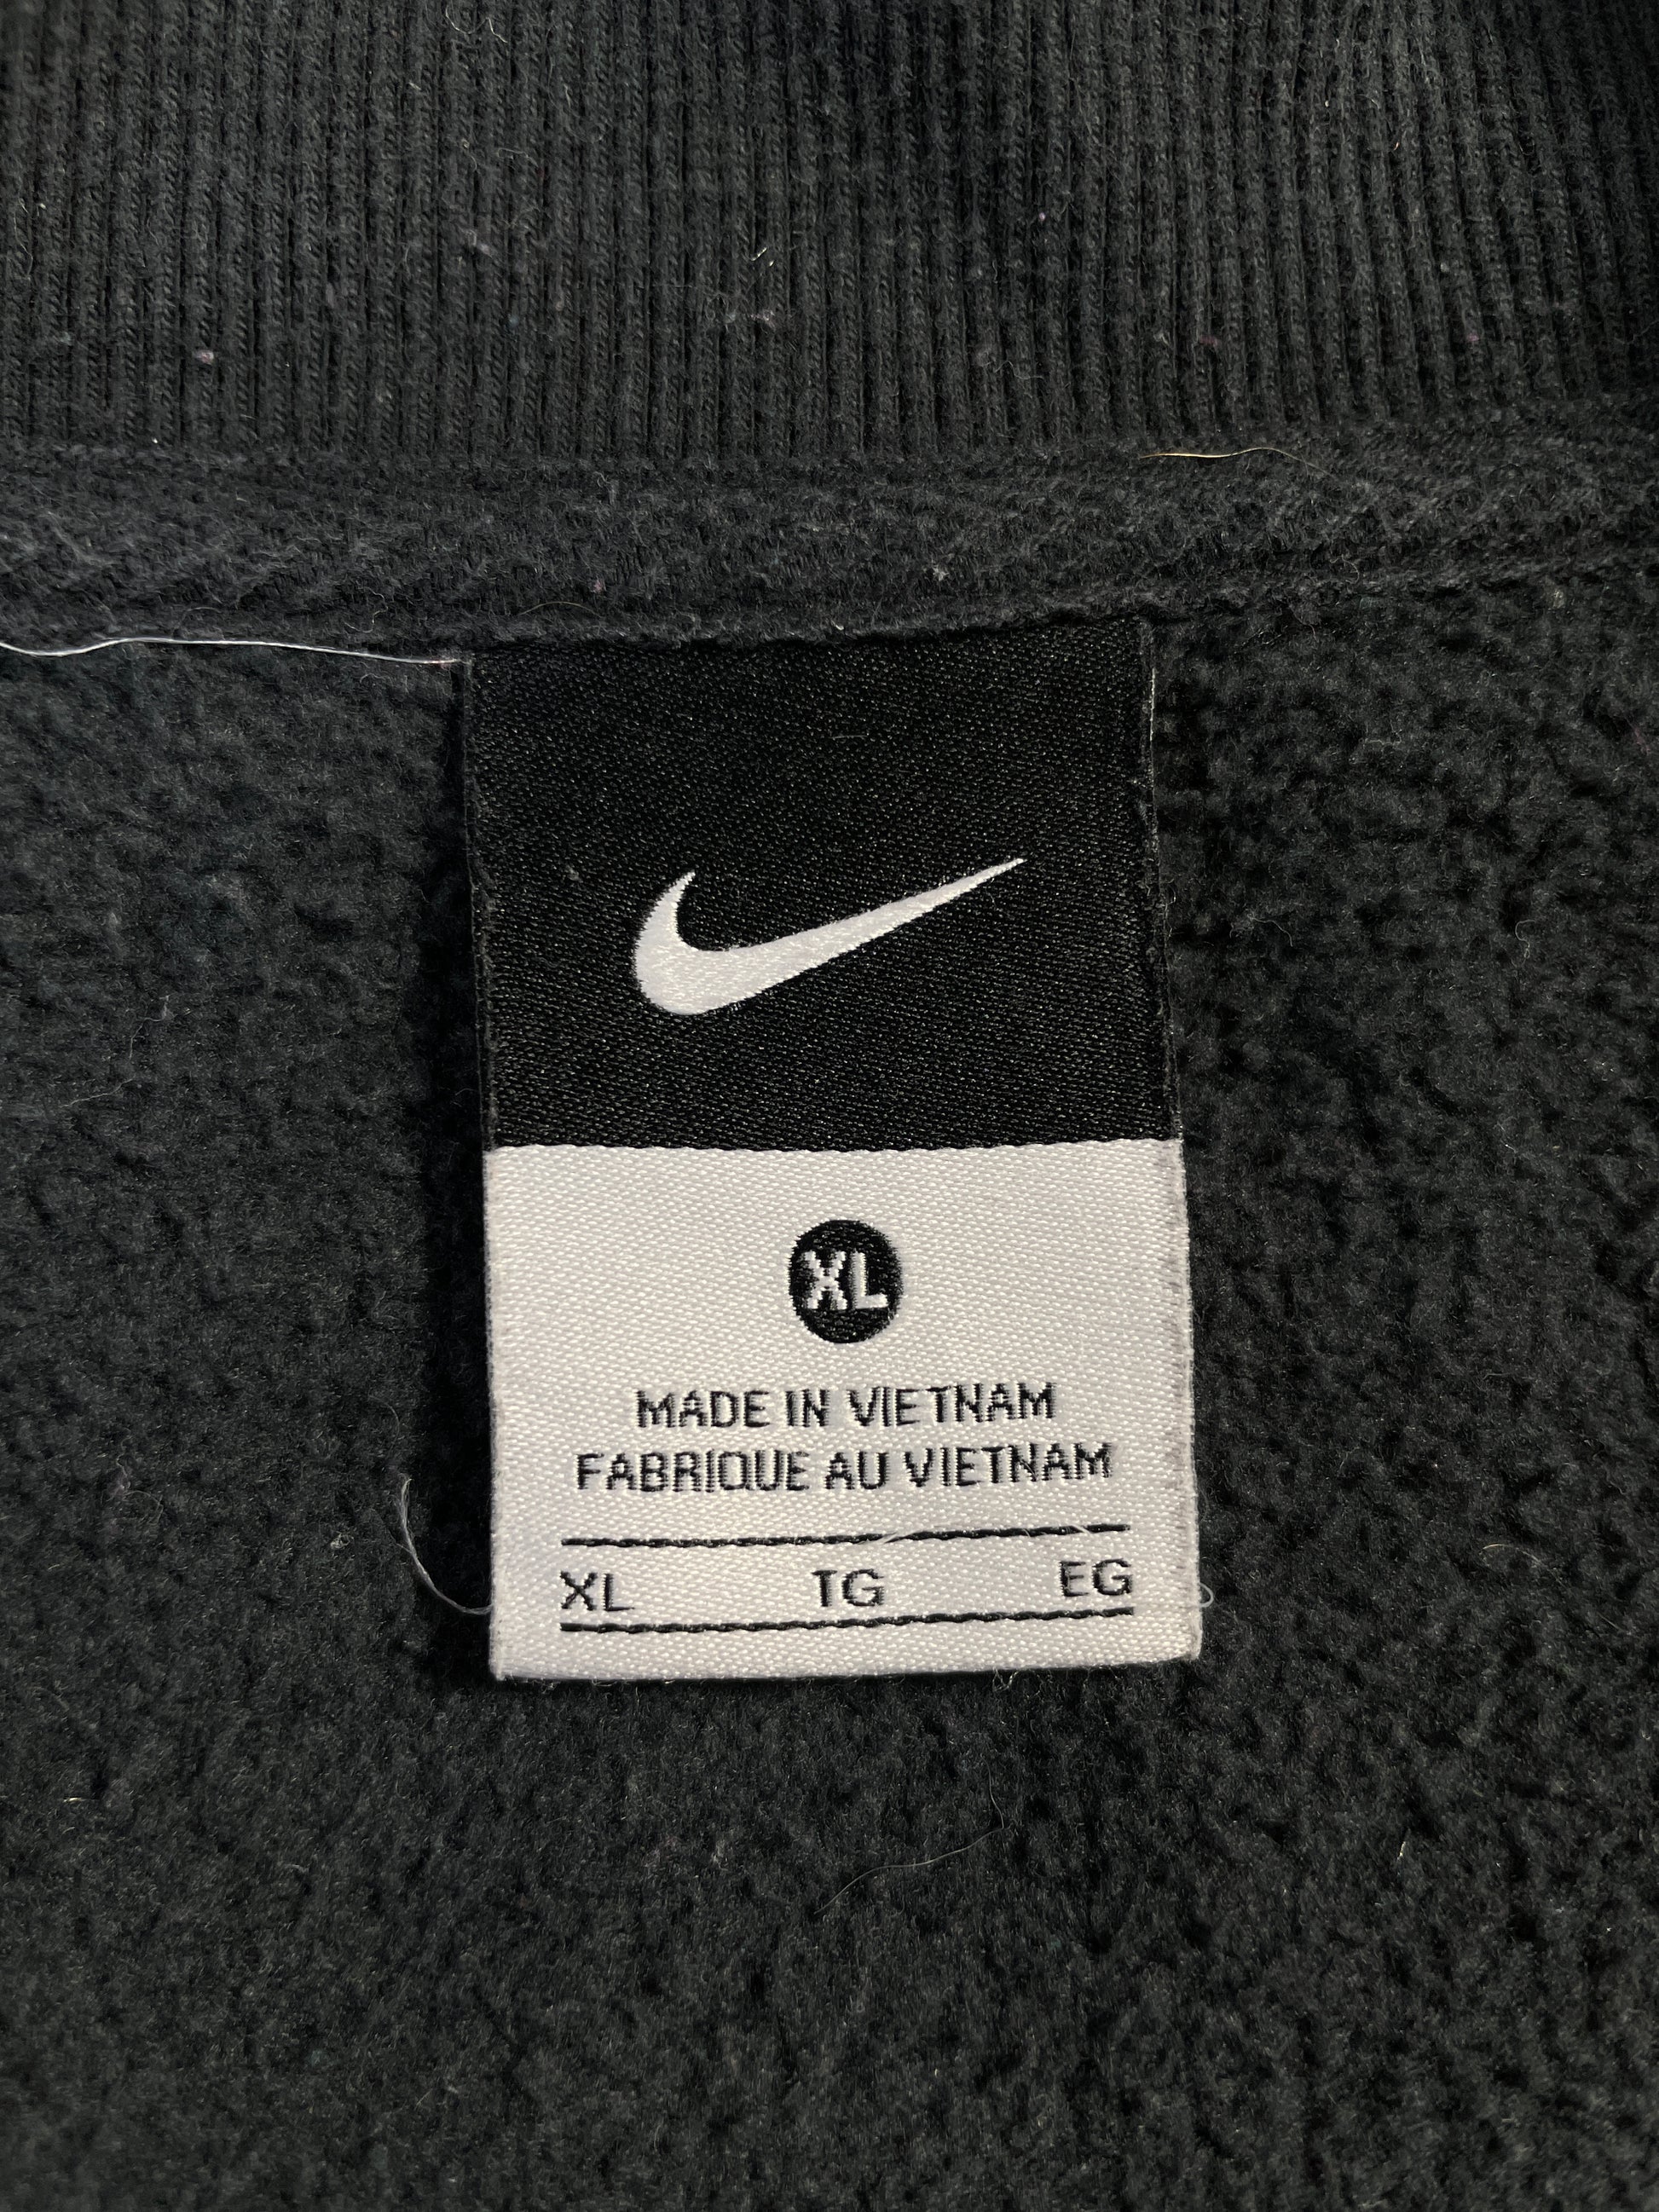 XL
MADE IN VIETNAM
FABRIQUE AU VIETNAM
XL TG EG